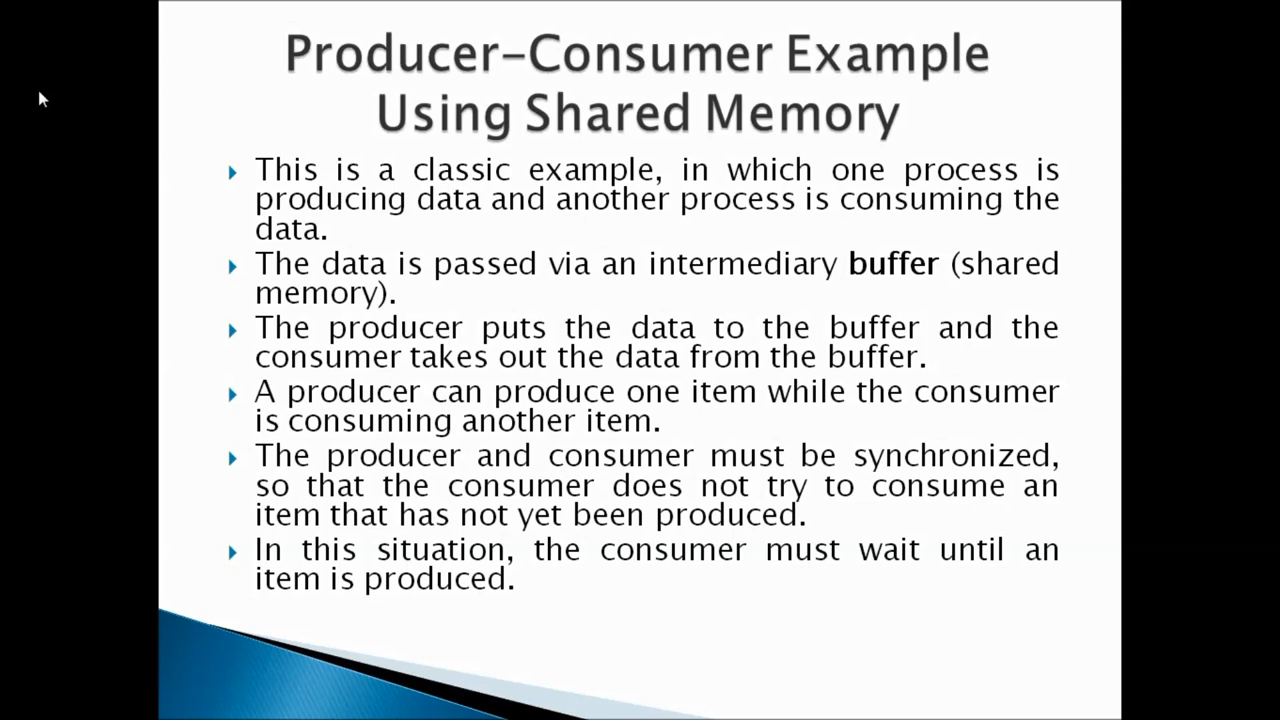 Producer-Consumer Example
Using Shared Memory
This is a classic example, in which one process is
producing data and another process is consuming the
data.
The data is passed via an intermediary buffer (shared
memory).
The producer puts the data to the buffer and the
consumer takes out the data from the buffer.
A producer can produce one item while the consumer
is consuming another item.
The producer and consumer must be synchronized,
so that the consumer does not try to consume an
item that has not yet been produced.
In this situation, the consumer must wait until an
item is produced.